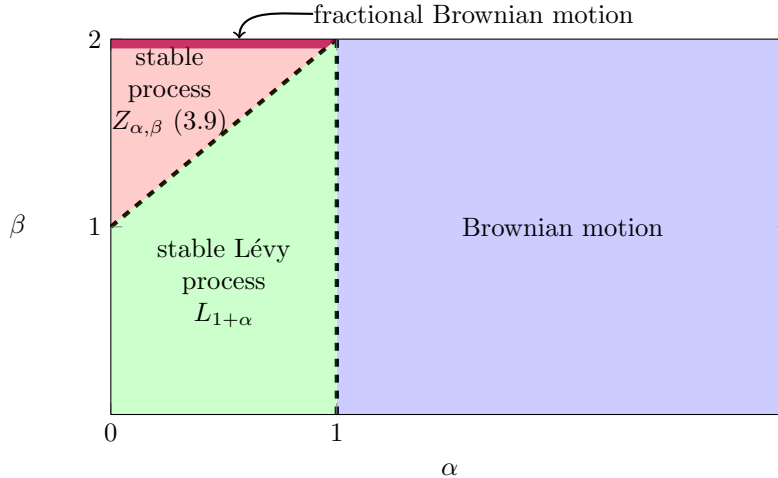 fractional Brownian motion
2
stable
process
Z_{α,β} (3.9)
β
1
Brownian motion
stable Lévy
process
L_{1+α}
0
1
α